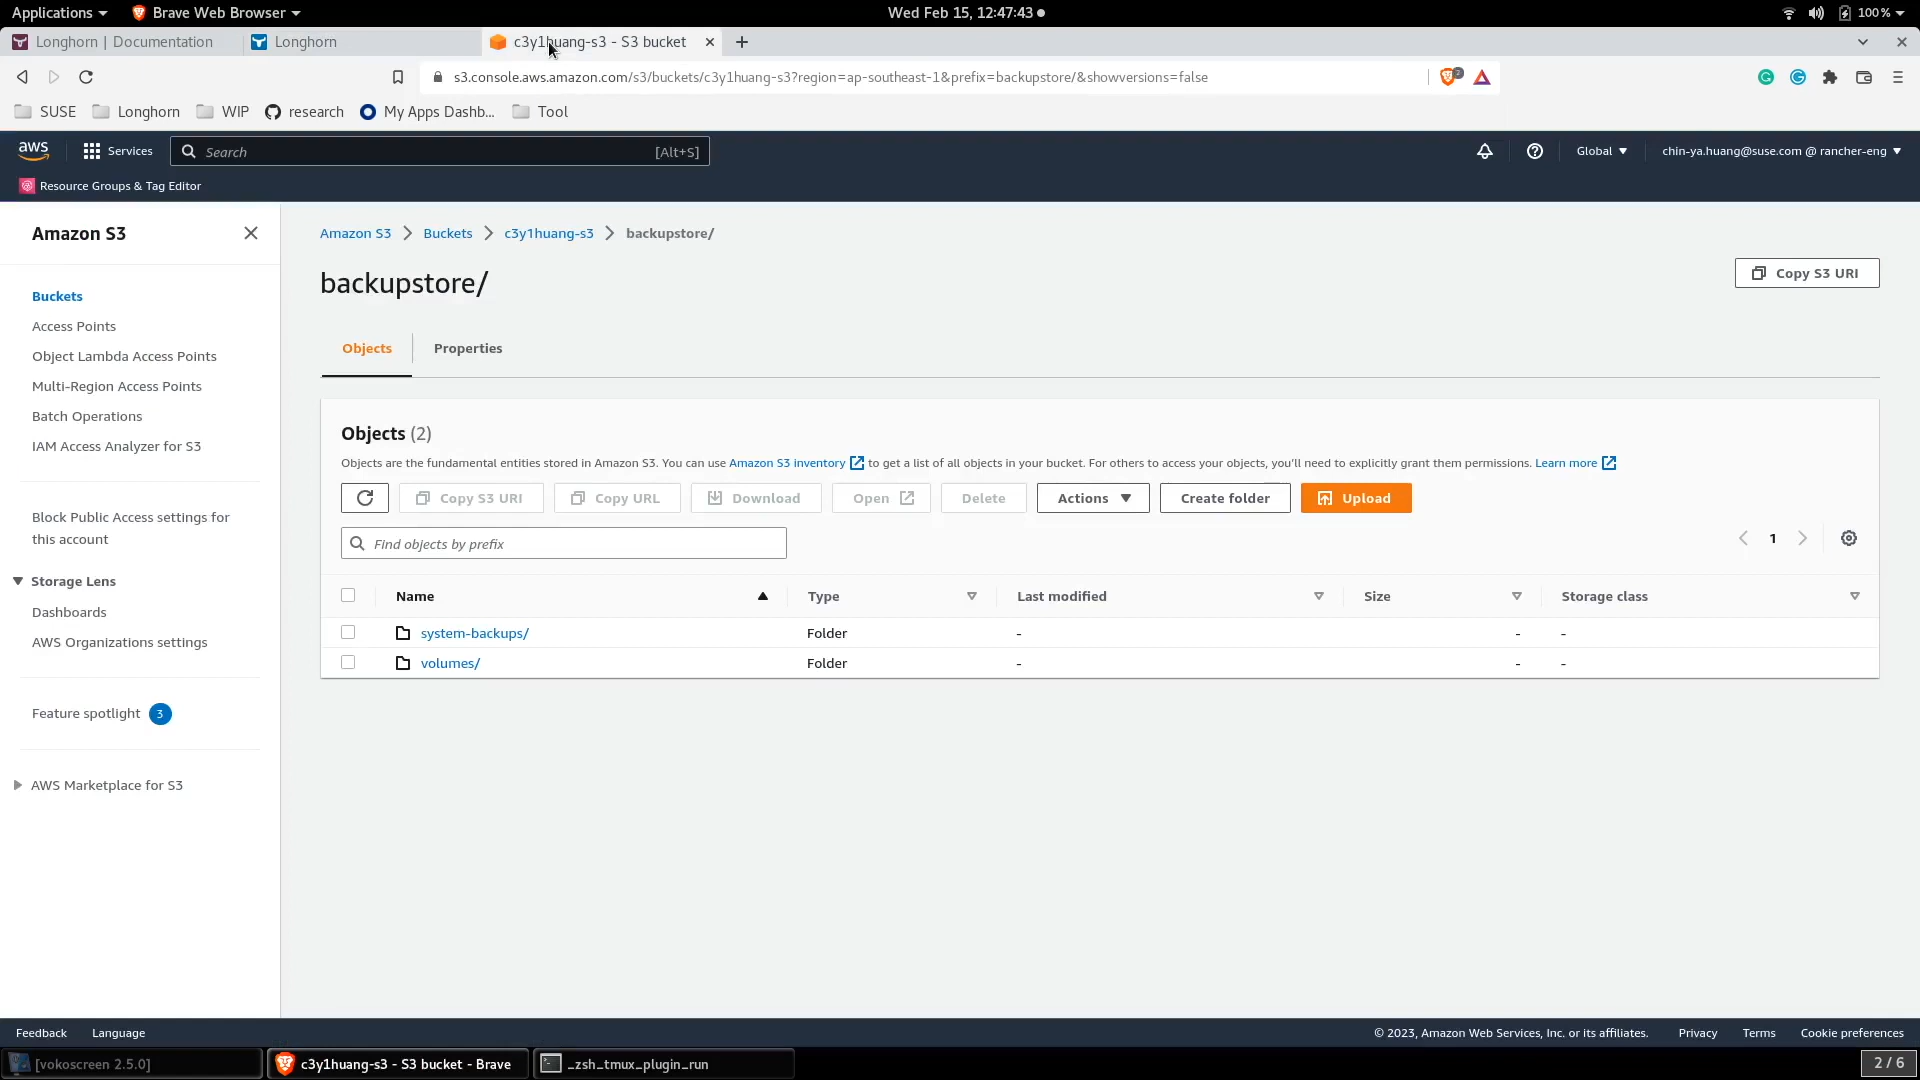 Applications Brave Web Browser Wed Feb 15, 12:47:43 100%
Longhorn | Documentation Longhorn c3y1huang-s3 - S3 bucket
s3.console.aws.amazon.com/s3/buckets/c3y1huang-s3?region=ap-southeast-1&prefix=backupstore/&showversions=false 2
SUSE Longhorn WIP research My Apps Dashb... Tool
aws Services Search [Alt+S] Global chin-ya.huang@suse.com @ rancher-eng
Resource Groups & Tag Editor
Amazon S3
Buckets
Access Points
Object Lambda Access Points
Multi-Region Access Points
Batch Operations
IAM Access Analyzer for S3
Block Public Access settings for
this account
Storage Lens
Dashboards
AWS Organizations settings
Feature spotlight 3
AWS Marketplace for S3
Amazon S3 Buckets c3y1huang-s3 backupstore/
backupstore/
Copy S3 URI
Objects Properties
Objects (2)
Objects are the fundamental entities stored in Amazon S3. You can use Amazon S3 inventory to get a list of all objects in your bucket. For others to access your objects, you'll need to explicitly grant them permissions. Learn more
Copy S3 URI Copy URL Download Open Delete Actions Create folder Upload
Find objects by prefix 1
Name Type Last modified Size Storage class
system-backups/ Folder - - -
volumes/ Folder - - -
Feedback Language © 2023, Amazon Web Services, Inc. or its affiliates. Privacy Terms Cookie preferences
[vokoscreen 2.5.0] c3y1huang-s3 - S3 bucket - Brave _zsh_tmux_plugin_run 2 / 6